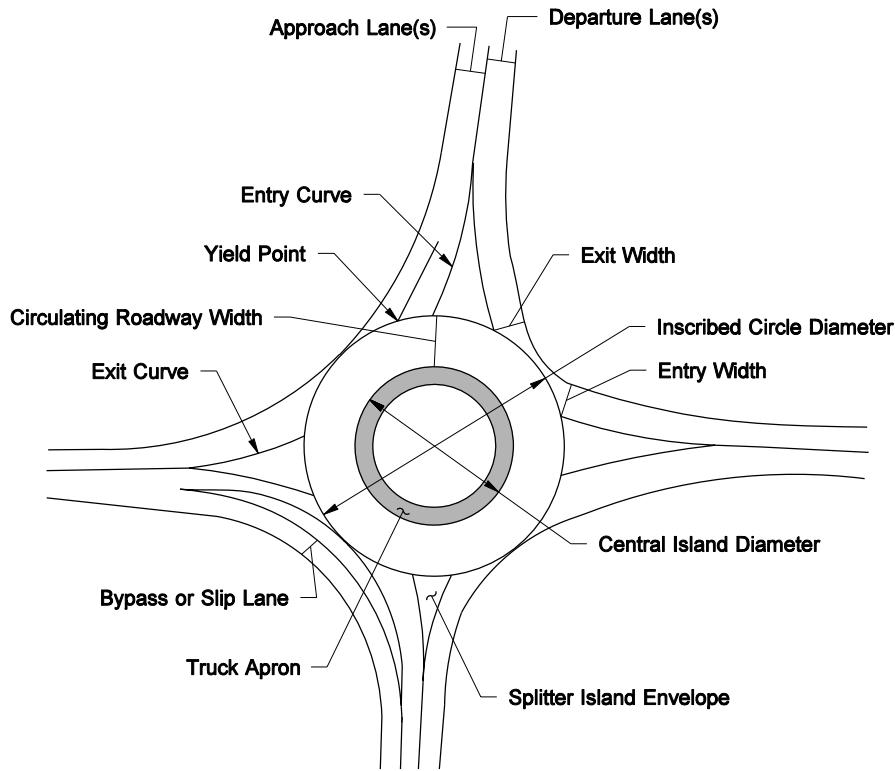 Departure Lane(s)
Approach Lane(s)
Entry Curve
Yield Point
Exit Width
Circulating Roadway Width
Inscribed Circle Diameter
Exit Curve
Entry Width
Central Island Diameter
Bypass or Slip Lane
Truck Apron
Splitter Island Envelope